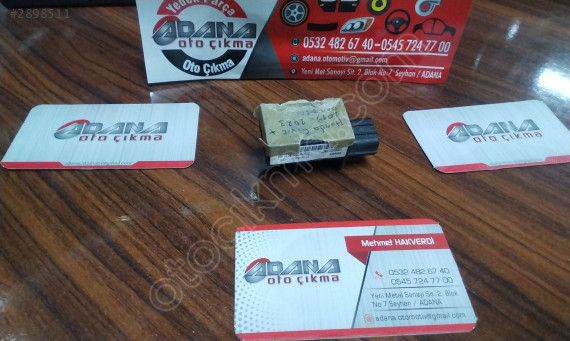 #2898511
Yedek Parça
ADANA
oto çıkma
Oto Çıkma
0532 482 67 40 - 0545 724 77 00
adana.otomotiv@gmail.com
Yeni Met Sanayi Sit. 2. Blok No:7 Seyhan / ADANA
ADANA
oto çıkma
Honda Civic
ADANA
oto çıkma
Mehmet HAKVERDİ
ADANA
oto çıkma
0532 482 67 40
0545 724 77 00
Yeni Metal Sanayi Sit. 2. Blok
No:7 Seyhan / ADANA
adana.otomotiv@gmail.com